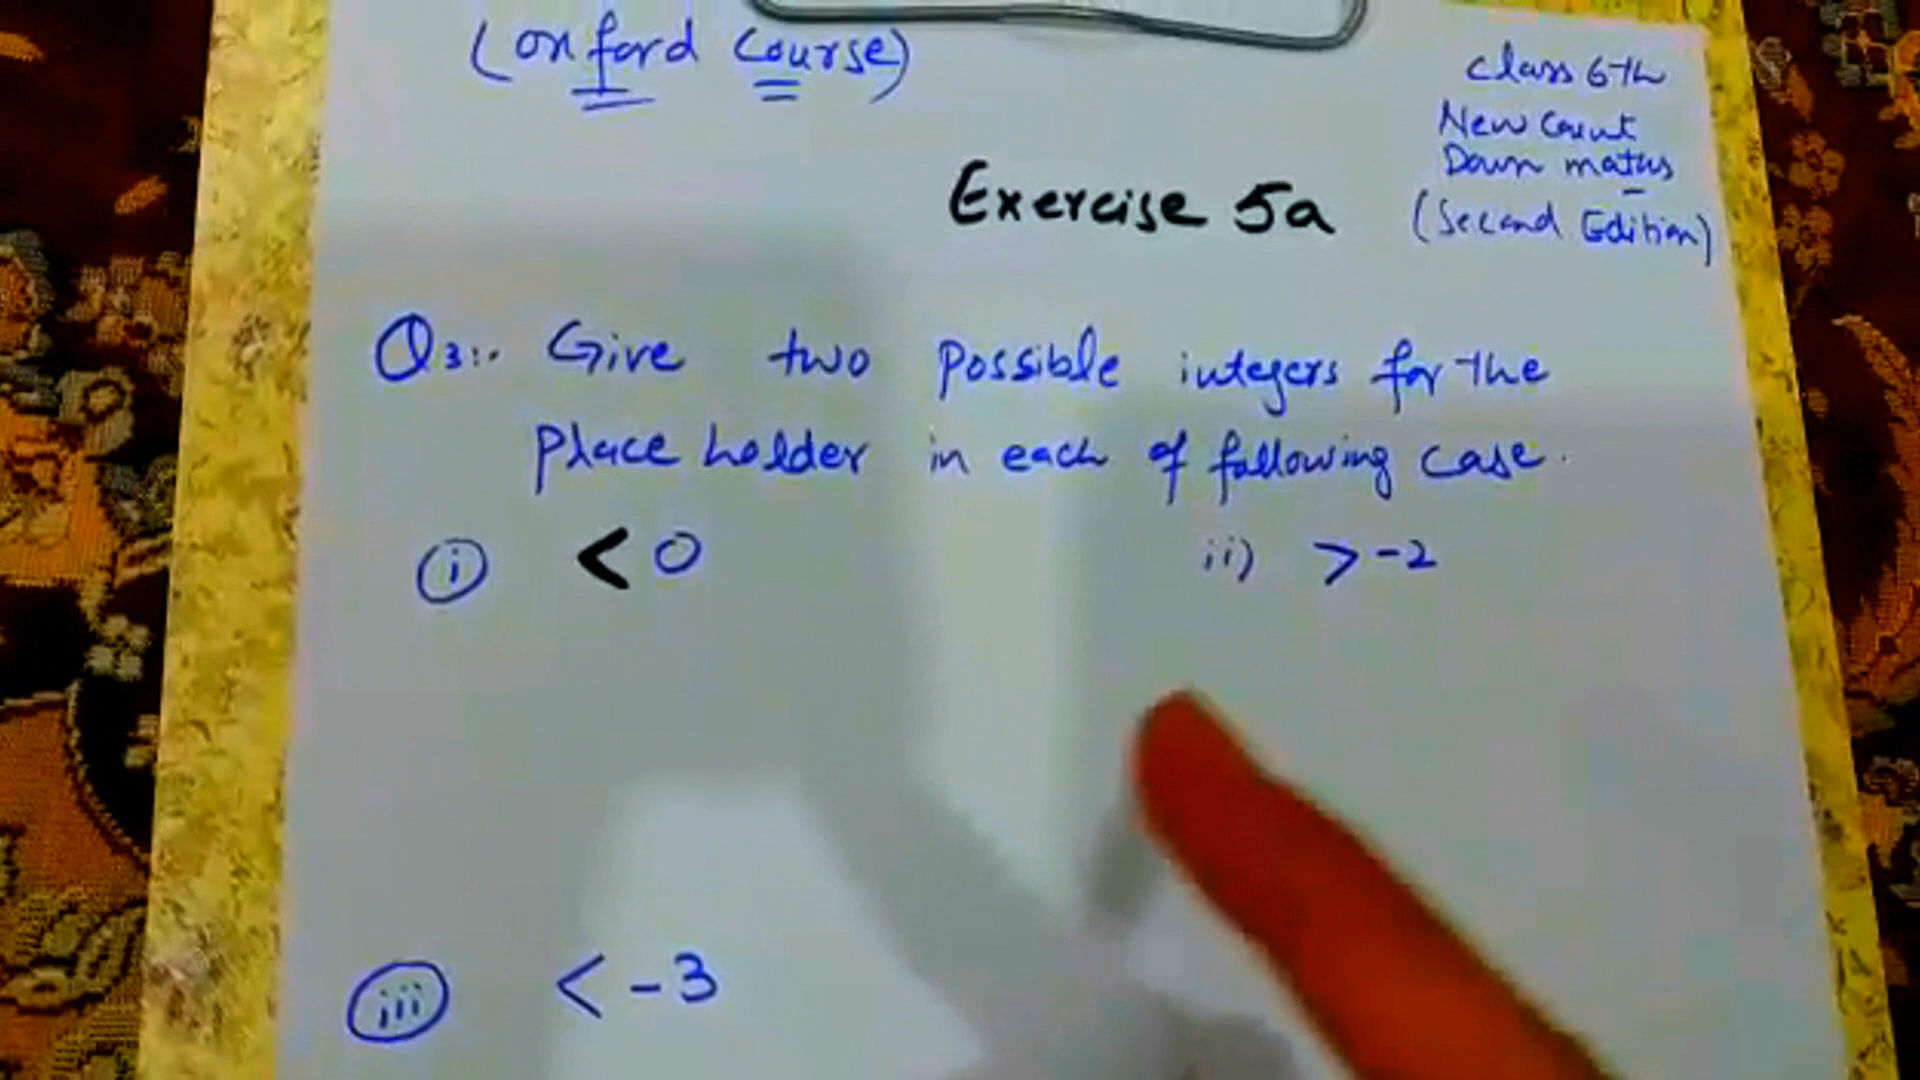 (Oxford Course)
Class 6th
New Count
Down maths
(Second Edition)
Exercise 5a
Q3:- Give two possible integers for the
Place holder in each of following case.
i < 0
ii) > -2
iii < -3